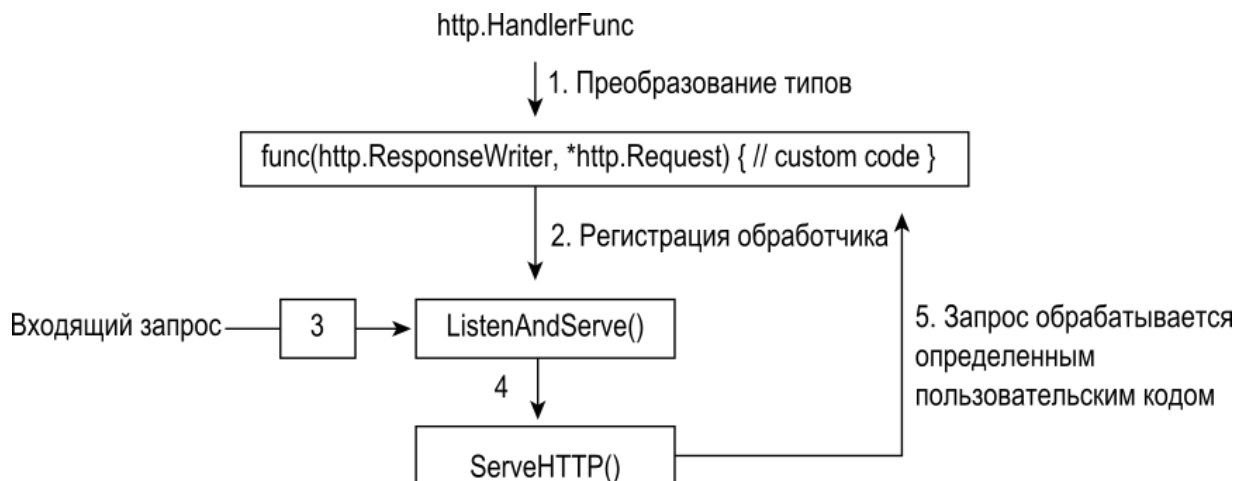 http.HandlerFunc
1. Преобразование типов
func(http.ResponseWriter, *http.Request) { // custom code }
2. Регистрация обработчика
Входящий запрос
3
ListenAndServe()
4
ServeHTTP()
5. Запрос обрабатывается
определенным
пользовательским кодом